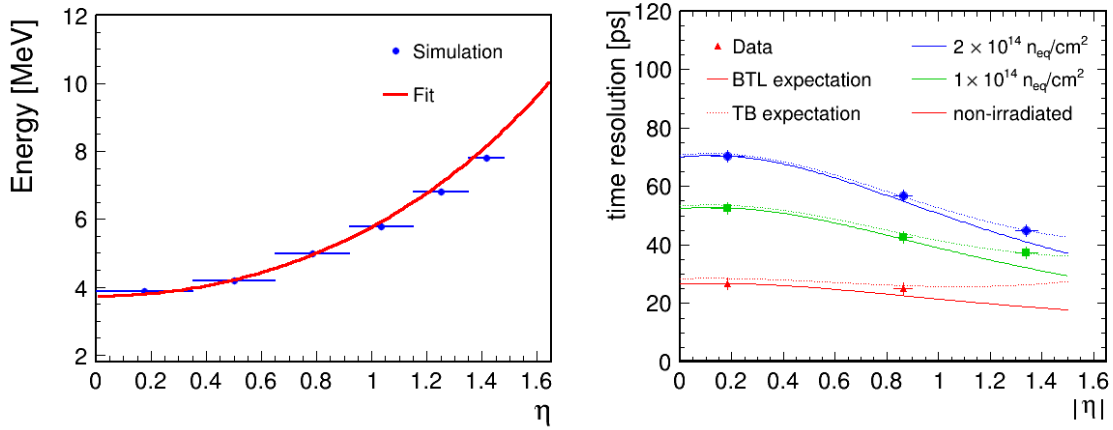 Energy [MeV]
12
10
8
6
4
2
Simulation
Fit
0 0.2 0.4 0.6 0.8 1 1.2 1.4 1.6
η
time resolution [ps]
120
100
80
60
40
20
0
Data
BTL expectation
TB expectation
2 × 10¹⁴ n_eq/cm²
1 × 10¹⁴ n_eq/cm²
non-irradiated
0 0.2 0.4 0.6 0.8 1 1.2 1.4 1.6
|η|